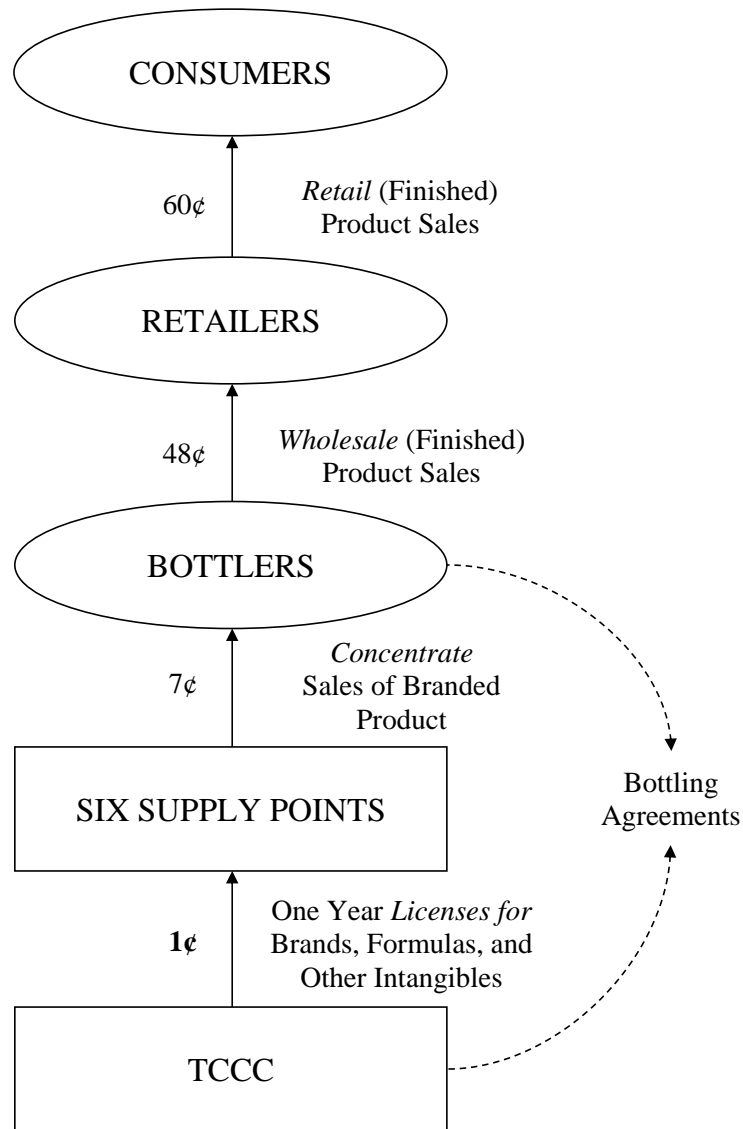 CONSUMERS
60¢
Retail (Finished)
Product Sales
RETAILERS
48¢
Wholesale (Finished)
Product Sales
BOTTLERS
7¢
Concentrate
Sales of Branded
Product
Bottling
Agreements
SIX SUPPLY POINTS
1¢
One Year Licenses for
Brands, Formulas, and
Other Intangibles
TCCC